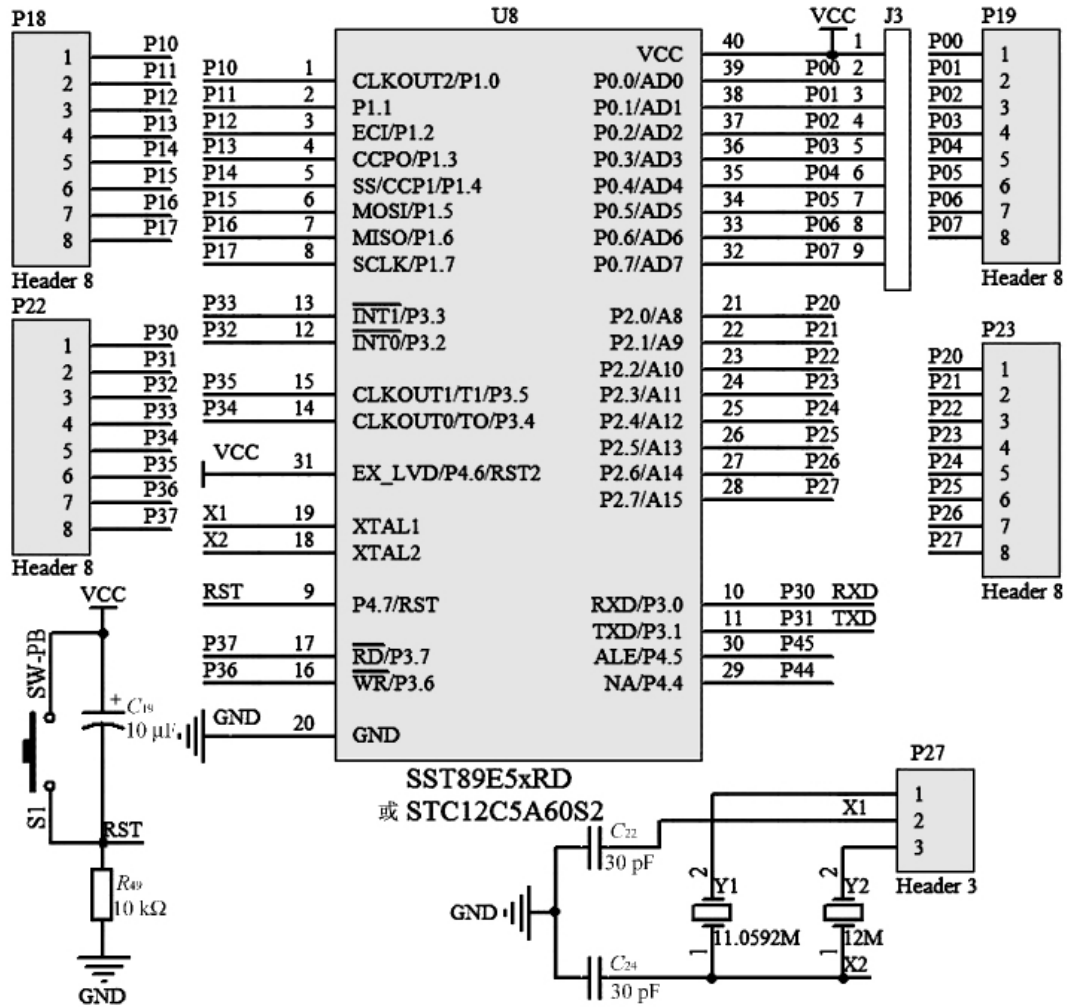 P18
1 P10
2 P11
3 P12
4 P13
5 P14
6 P15
7 P16
8 P17
Header 8
P22
1 P30
2 P31
3 P32
4 P33
5 P34
6 P35
7 P36
8 P37
Header 8
U8
P10 1 CLKOUT2/P1.0
P11 2 P1.1
P12 3 ECI/P1.2
P13 4 CCPO/P1.3
P14 5 SS/CCP1/P1.4
P15 6 MOSI/P1.5
P16 7 MISO/P1.6
P17 8 SCLK/P1.7
P33 13 INT1/P3.3
P32 12 INT0/P3.2
P35 15 CLKOUT1/T1/P3.5
P34 14 CLKOUT0/TO/P3.4
VCC 31 EX_LVD/P4.6/RST2
X1 19 XTAL1
X2 18 XTAL2
RST 9 P4.7/RST
P37 17 RD/P3.7
P36 16 WR/P3.6
GND 20 GND
VCC J3
VCC 40 1
P0.0/AD0 39 P00 2
P0.1/AD1 38 P01 3
P0.2/AD2 37 P02 4
P0.3/AD3 36 P03 5
P0.4/AD4 35 P04 6
P0.5/AD5 34 P05 7
P0.6/AD6 33 P06 8
P0.7/AD7 32 P07 9
P2.0/A8 21 P20
P2.1/A9 22 P21
P2.2/A10 23 P22
P2.3/A11 24 P23
P2.4/A12 25 P24
P2.5/A13 26 P25
P2.6/A14 27 P26
P2.7/A15 28 P27
RXD/P3.0 10 P30 RXD
TXD/P3.1 11 P31 TXD
ALE/P4.5 30 P45
NA/P4.4 29 P44
SST89E5xRD
或 STC12C5A60S2
P19
P00 1
P01 2
P02 3
P03 4
P04 5
P05 6
P06 7
P07 8
Header 8
P23
P20 1
P21 2
P22 3
P23 4
P24 5
P25 6
P26 7
P27 8
Header 8
VCC
SW-PB
S1
+ C19
10 μF
RST
R49
10 kΩ
GND
P27
1
X1 2
3
Header 3
C22
30 pF
GND
C24
30 pF
2 Y1
1 11.0592M
2 Y2
1 12M
X2